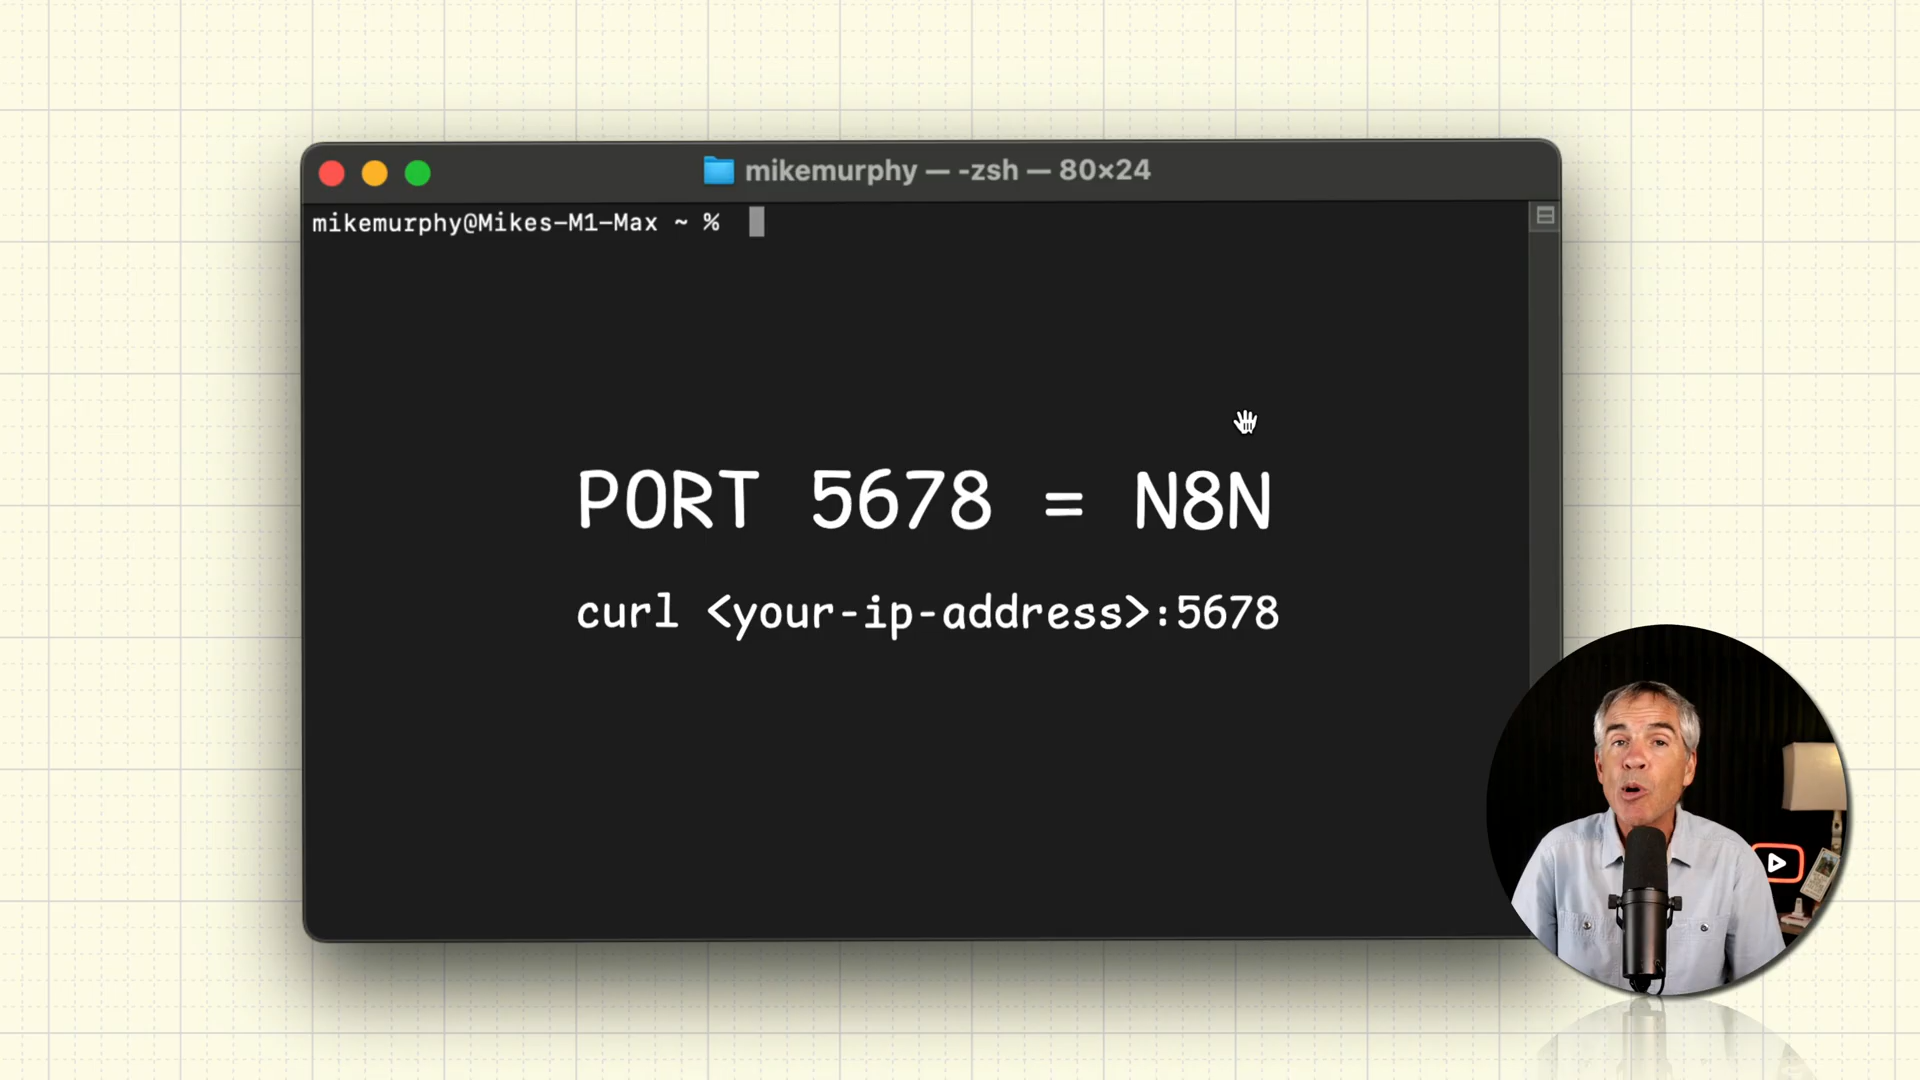 mikemurphy — -zsh — 80×24
mikemurphy@Mikes-M1-Max ~ %
PORT 5678 = N8N
curl <your-ip-address>:5678